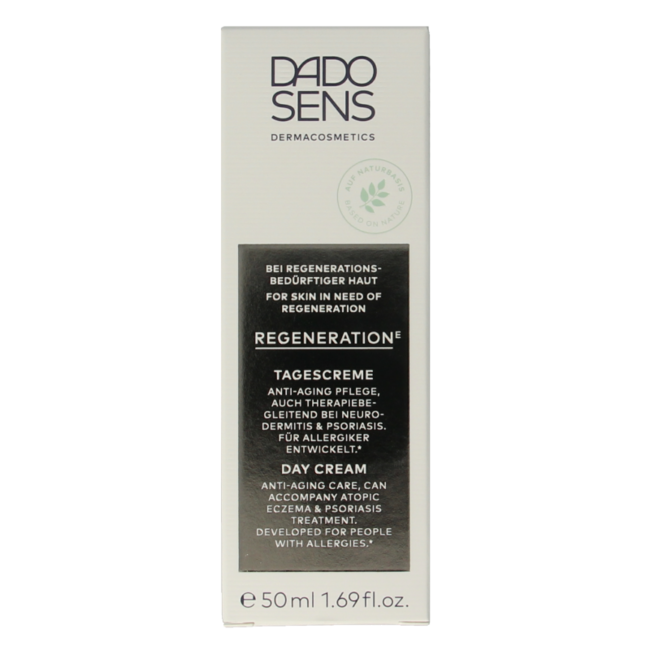 DADO
SENS
DERMACOSMETICS
AUF NATURBASIS
BASED ON NATURE
BEI REGENERATIONS-
BEDÜRFTIGER HAUT
FOR SKIN IN NEED OF
REGENERATION
REGENERATIONᴱ
TAGESCREME
ANTI-AGING PFLEGE,
AUCH THERAPIEBE-
GLEITEND BEI NEURO-
DERMITIS & PSORIASIS.
FÜR ALLERGIKER
ENTWICKELT.*
DAY CREAM
ANTI-AGING CARE, CAN
ACCOMPANY ATOPIC
ECZEMA & PSORIASIS
TREATMENT.
DEVELOPED FOR PEOPLE
WITH ALLERGIES.*
℮ 50 ml 1.69 fl.oz.